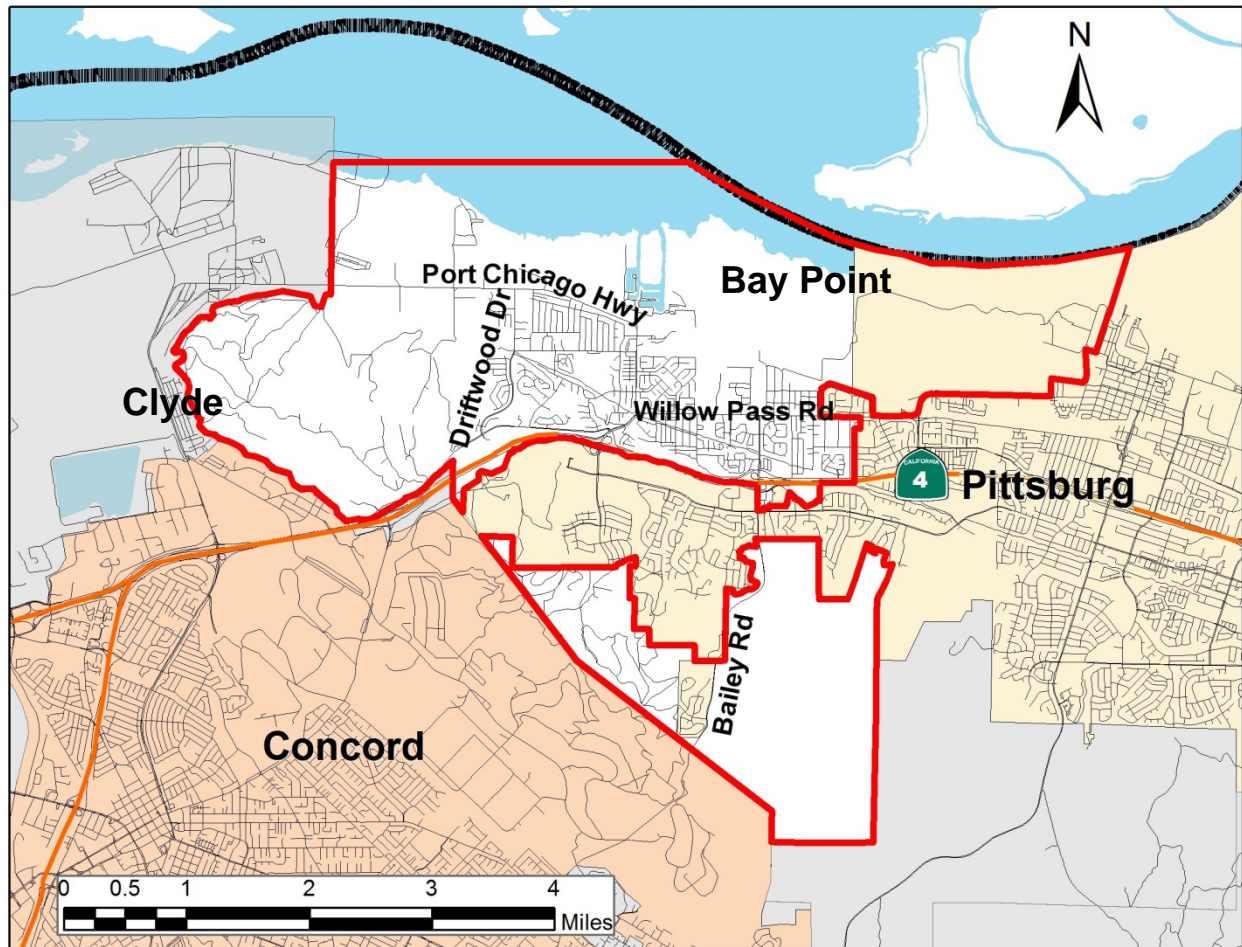 N
Port Chicago Hwy
Bay Point
Driftwood Dr
Clyde
Willow Pass Rd
CALIFORNIA
4
Pittsburg
Bailey Rd
Concord
0 0.5 1 2 3 4
Miles